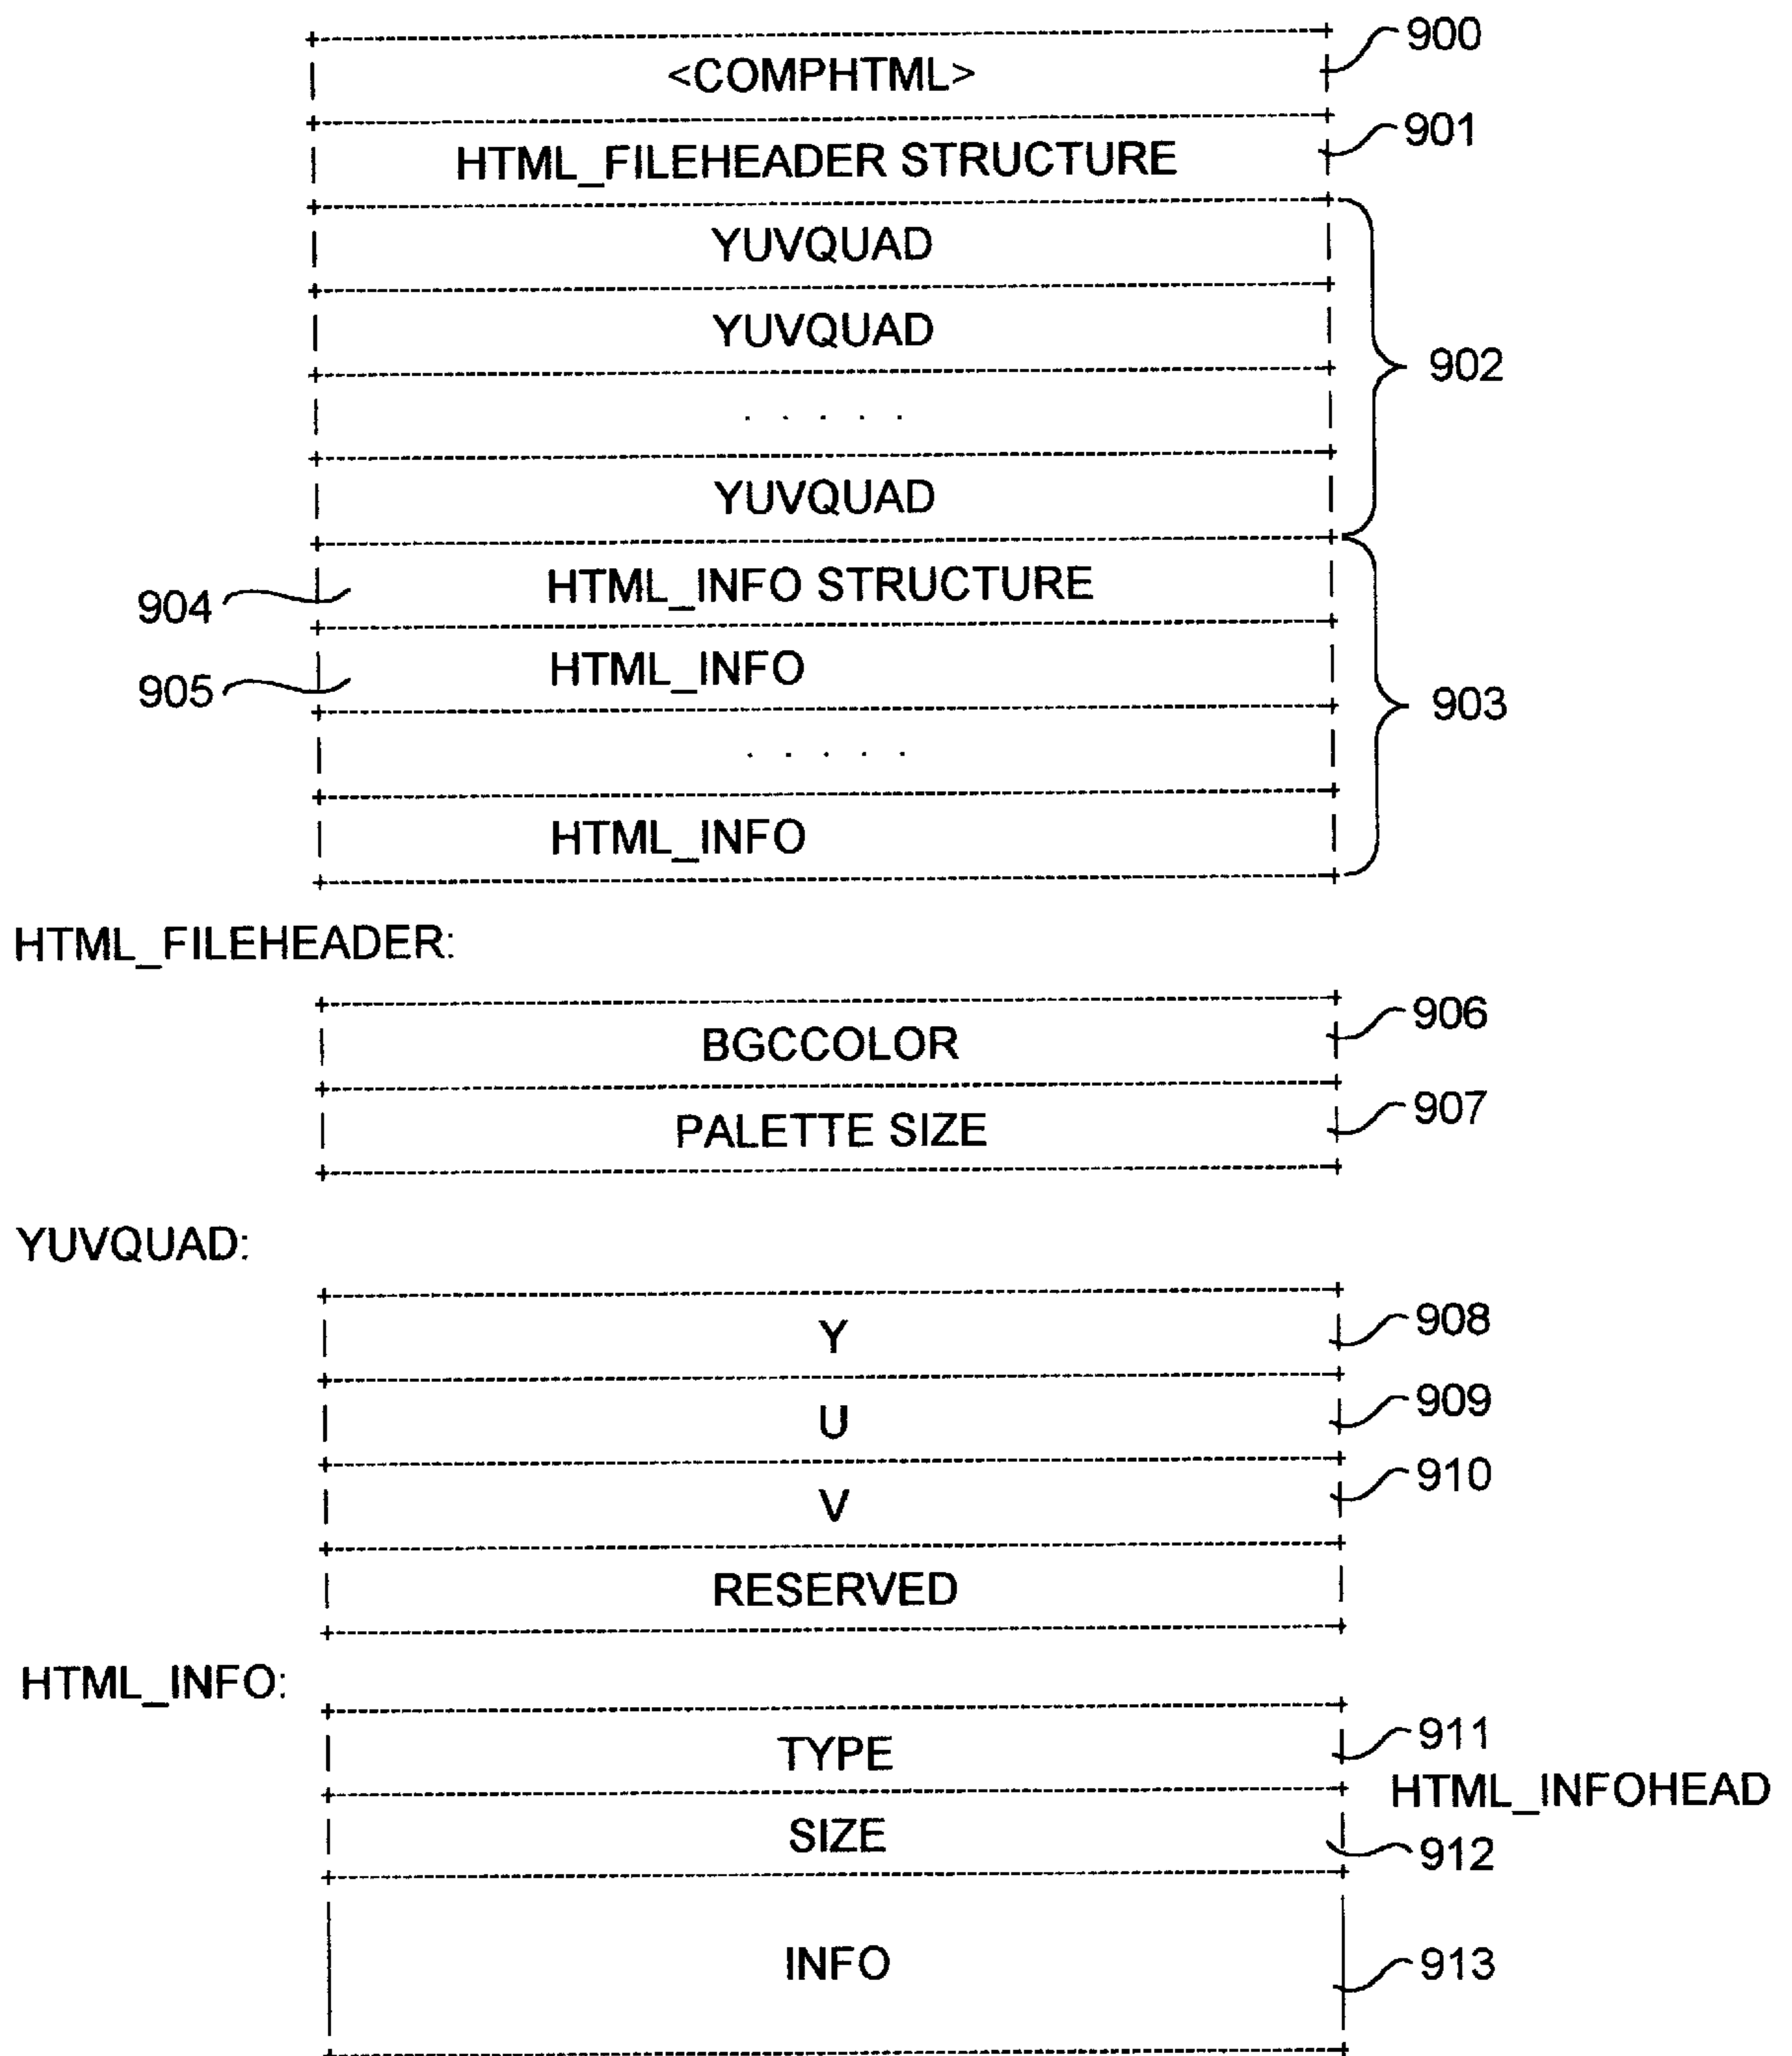 900
<COMPHTML>
901
HTML_FILEHEADER STRUCTURE
YUVQUAD
YUVQUAD
902
. . . . .
YUVQUAD
904 HTML_INFO STRUCTURE
905 HTML_INFO
903
. . . . .
HTML_INFO
HTML_FILEHEADER:
906
BGCCOLOR
907
PALETTE SIZE
YUVQUAD:
908
Y
909
U
910
V
RESERVED
HTML_INFO:
911
TYPE
HTML_INFOHEAD
SIZE
912
INFO
913